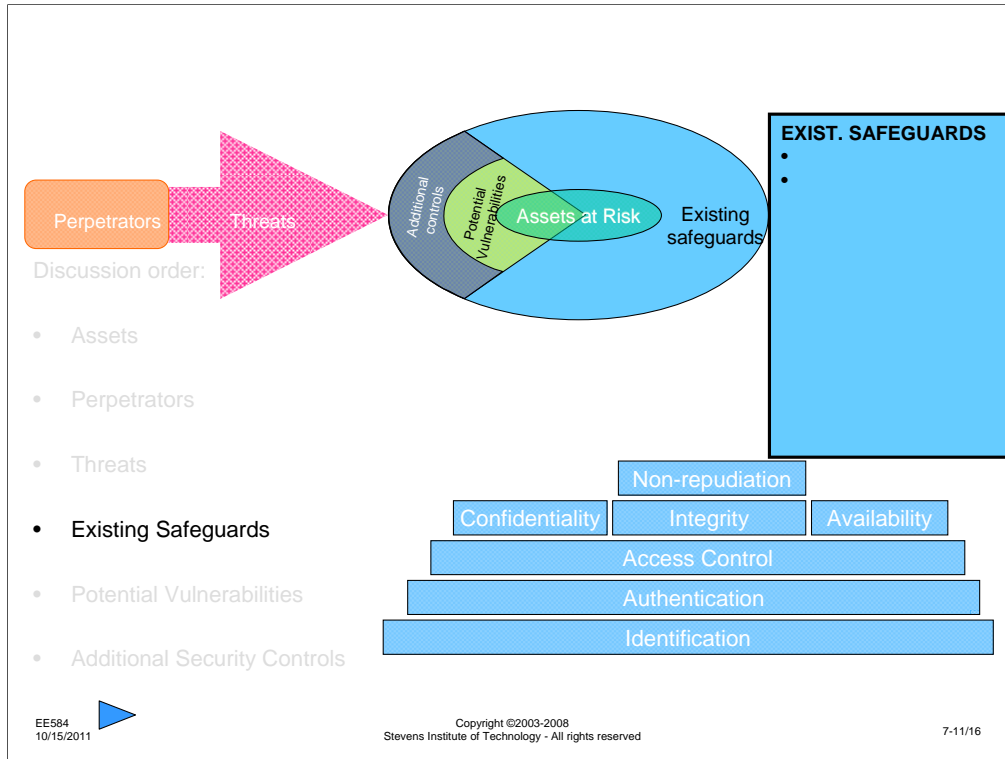 Perpetrators
Threats
Additional
controls
Potential
Vulnerabilities
Assets at Risk
Existing
safeguards
EXIST. SAFEGUARDS
•
•
Discussion order:
• Assets
• Perpetrators
• Threats
• Existing Safeguards
• Potential Vulnerabilities
• Additional Security Controls
Non-repudiation
Confidentiality
Integrity
Availability
Access Control
Authentication
Identification
EE584
10/15/2011
Copyright ©2003-2008
Stevens Institute of Technology - All rights reserved
7-11/16